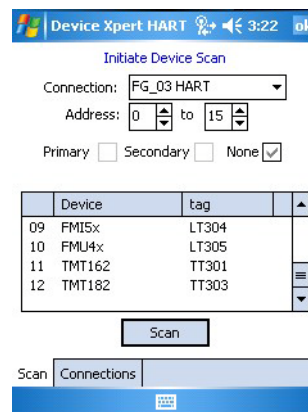 Device Xpert HART 3:22 ok
Initiate Device Scan
Connection: FG_03 HART
Address: 0 to 15
Primary Secondary None
Device tag
09 FMI5x LT304
10 FMU4x LT305
11 TMT162 TT301
12 TMT182 TT303
Scan
Scan Connections